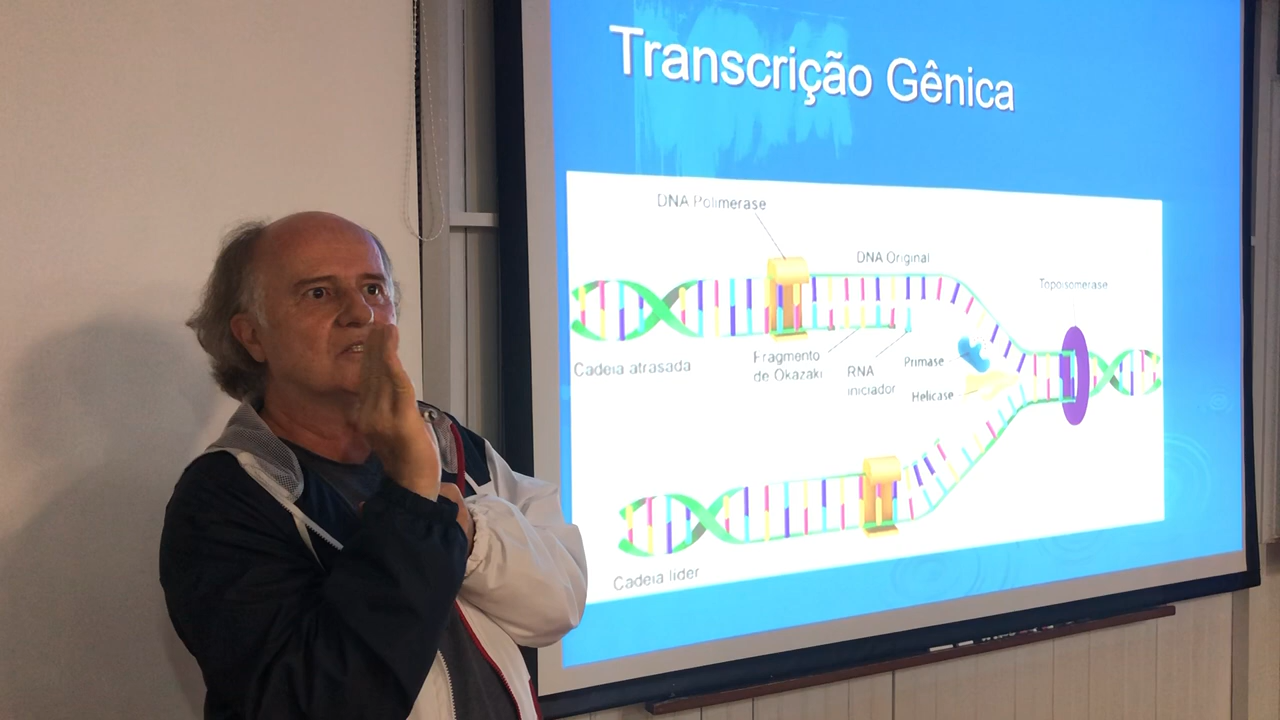 Transcrição Gênica
DNA Polimerase
DNA Original
Topoisomerase
Cadeia atrasada
Fragmento
de Okazaki
RNA
iniciador
Primase
Helicase
Cadeia líder